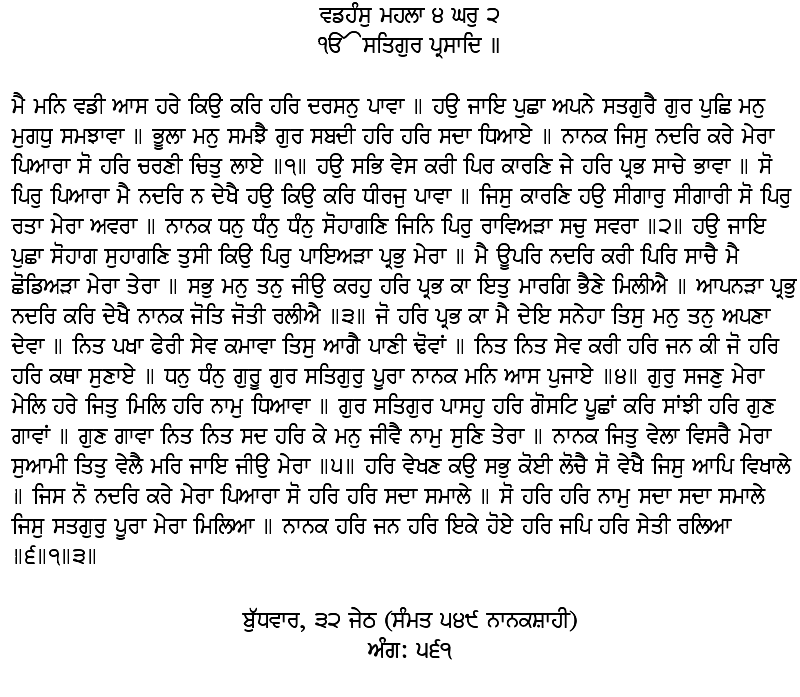 ਵਡਹੰਸੁ ਮਹਲਾ ੪ ਘਰੁ ੨
ੴ ਸਤਿਗੁਰ ਪ੍ਰਸਾਦਿ ॥
ਮੈ ਮਨਿ ਵਡੀ ਆਸ ਹਰੇ ਕਿਉ ਕਰਿ ਹਰਿ ਦਰਸਨੁ ਪਾਵਾ ॥ ਹਉ ਜਾਇ ਪੁਛਾ ਅਪਨੇ ਸਤਗੁਰੈ ਗੁਰ ਪੁਛਿ ਮਨੁ
ਮੁਗਧੁ ਸਮਝਾਵਾ ॥ ਭੂਲਾ ਮਨੁ ਸਮਝੈ ਗੁਰ ਸਬਦੀ ਹਰਿ ਹਰਿ ਸਦਾ ਧਿਆਏ ॥ ਨਾਨਕ ਜਿਸੁ ਨਦਰਿ ਕਰੇ ਮੇਰਾ
ਪਿਆਰਾ ਸੋ ਹਰਿ ਚਰਣੀ ਚਿਤੁ ਲਾਏ ॥੧॥ ਹਉ ਸਭਿ ਵੇਸ ਕਰੀ ਪਿਰ ਕਾਰਣਿ ਜੇ ਹਰਿ ਪ੍ਰਭ ਸਾਚੇ ਭਾਵਾ ॥ ਸੋ
ਪਿਰੁ ਪਿਆਰਾ ਮੈ ਨਦਰਿ ਨ ਦੇਖੈ ਹਉ ਕਿਉ ਕਰਿ ਧੀਰਜੁ ਪਾਵਾ ॥ ਜਿਸੁ ਕਾਰਣਿ ਹਉ ਸੀਗਾਰੁ ਸੀਗਾਰੀ ਸੋ ਪਿਰੁ
ਰਤਾ ਮੇਰਾ ਅਵਰਾ ॥ ਨਾਨਕ ਧਨੁ ਧੰਨੁ ਧੰਨੁ ਸੋਹਾਗਣਿ ਜਿਨਿ ਪਿਰੁ ਰਾਵਿਅੜਾ ਸਚੁ ਸਵਰਾ ॥੨॥ ਹਉ ਜਾਇ
ਪੁਛਾ ਸੋਹਾਗ ਸੁਹਾਗਣਿ ਤੁਸੀ ਕਿਉ ਪਿਰੁ ਪਾਇਅੜਾ ਪ੍ਰਭੁ ਮੇਰਾ ॥ ਮੈ ਊਪਰਿ ਨਦਰਿ ਕਰੀ ਪਿਰਿ ਸਾਚੈ ਮੈ
ਛੋਡਿਅੜਾ ਮੇਰਾ ਤੇਰਾ ॥ ਸਭੁ ਮਨੁ ਤਨੁ ਜੀਉ ਕਰਹੁ ਹਰਿ ਪ੍ਰਭ ਕਾ ਇਤੁ ਮਾਰਗਿ ਭੈਣੇ ਮਿਲੀਐ ॥ ਆਪਨੜਾ ਪ੍ਰਭੁ
ਨਦਰਿ ਕਰਿ ਦੇਖੈ ਨਾਨਕ ਜੋਤਿ ਜੋਤੀ ਰਲੀਐ ॥੩॥ ਜੋ ਹਰਿ ਪ੍ਰਭ ਕਾ ਮੈ ਦੇਇ ਸਨੇਹਾ ਤਿਸੁ ਮਨੁ ਤਨੁ ਅਪਣਾ
ਦੇਵਾ ॥ ਨਿਤ ਪਖਾ ਫੇਰੀ ਸੇਵ ਕਮਾਵਾ ਤਿਸੁ ਆਗੈ ਪਾਣੀ ਢੋਵਾਂ ॥ ਨਿਤ ਨਿਤ ਸੇਵ ਕਰੀ ਹਰਿ ਜਨ ਕੀ ਜੋ ਹਰਿ
ਹਰਿ ਕਥਾ ਸੁਣਾਏ ॥ ਧਨੁ ਧੰਨੁ ਗੁਰੂ ਗੁਰ ਸਤਿਗੁਰੁ ਪੂਰਾ ਨਾਨਕ ਮਨਿ ਆਸ ਪੁਜਾਏ ॥੪॥ ਗੁਰੁ ਸਜਣੁ ਮੇਰਾ
ਮੇਲਿ ਹਰੇ ਜਿਤੁ ਮਿਲਿ ਹਰਿ ਨਾਮੁ ਧਿਆਵਾ ॥ ਗੁਰ ਸਤਿਗੁਰ ਪਾਸਹੁ ਹਰਿ ਗੋਸਟਿ ਪੂਛਾਂ ਕਰਿ ਸਾਂਝੀ ਹਰਿ ਗੁਣ
ਗਾਵਾਂ ॥ ਗੁਣ ਗਾਵਾ ਨਿਤ ਨਿਤ ਸਦ ਹਰਿ ਕੇ ਮਨੁ ਜੀਵੈ ਨਾਮੁ ਸੁਣਿ ਤੇਰਾ ॥ ਨਾਨਕ ਜਿਤੁ ਵੇਲਾ ਵਿਸਰੈ ਮੇਰਾ
ਸੁਆਮੀ ਤਿਤੁ ਵੇਲੈ ਮਰਿ ਜਾਇ ਜੀਉ ਮੇਰਾ ॥੫॥ ਹਰਿ ਵੇਖਣ ਕਉ ਸਭੁ ਕੋਈ ਲੋਚੈ ਸੋ ਵੇਖੈ ਜਿਸੁ ਆਪਿ ਵਿਖਾਲੇ
॥ ਜਿਸ ਨੋ ਨਦਰਿ ਕਰੇ ਮੇਰਾ ਪਿਆਰਾ ਸੋ ਹਰਿ ਹਰਿ ਸਦਾ ਸਮਾਲੇ ॥ ਸੋ ਹਰਿ ਹਰਿ ਨਾਮੁ ਸਦਾ ਸਦਾ ਸਮਾਲੇ
ਜਿਸੁ ਸਤਗੁਰੁ ਪੂਰਾ ਮੇਰਾ ਮਿਲਿਆ ॥ ਨਾਨਕ ਹਰਿ ਜਨ ਹਰਿ ਇਕੇ ਹੋਏ ਹਰਿ ਜਪਿ ਹਰਿ ਸੇਤੀ ਰਲਿਆ
॥੬॥੧॥੩॥
ਬੁੱਧਵਾਰ, ੩੨ ਜੇਠ (ਸੰਮਤ ੫੪੯ ਨਾਨਕਸ਼ਾਹੀ)
ਅੰਗ: ੫੬੧